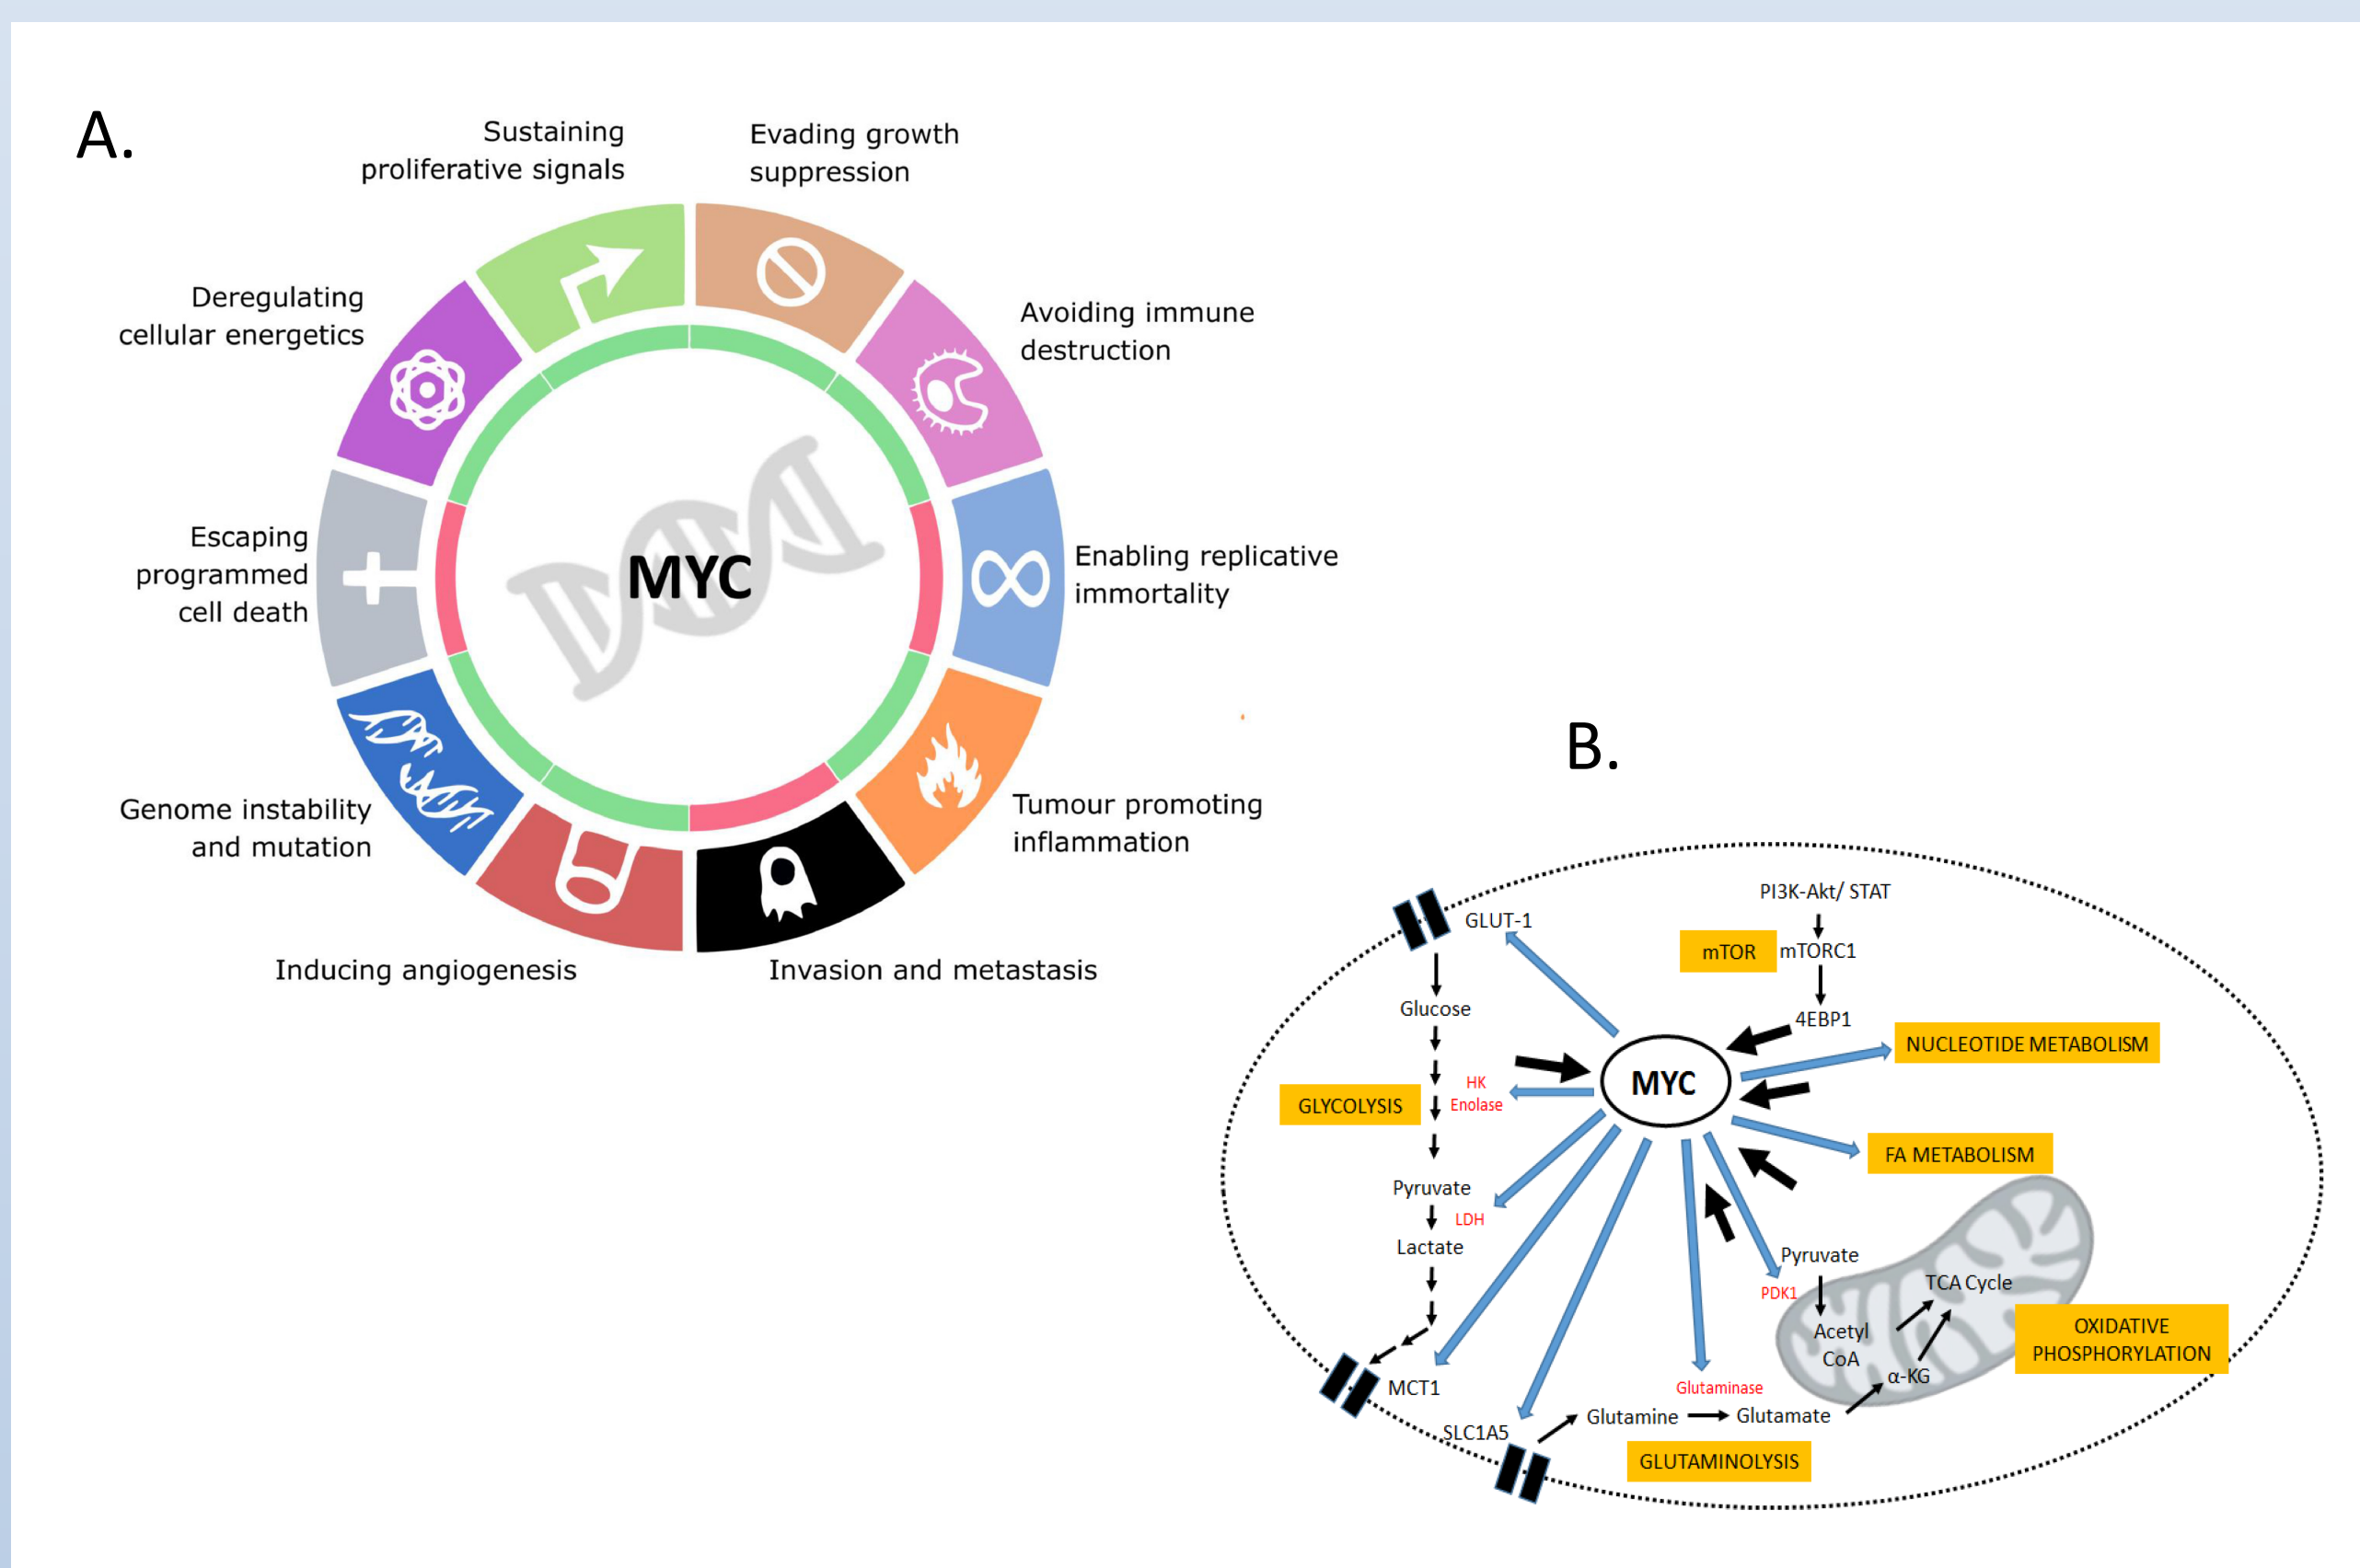 A.
Sustaining
proliferative signals
Evading growth
suppression
Deregulating
cellular energetics
Avoiding immune
destruction
Escaping
programmed
cell death
MYC
Enabling replicative
immortality
Genome instability
and mutation
Tumour promoting
inflammation
Inducing angiogenesis
Invasion and metastasis
B.
PI3K-Akt/ STAT
GLUT-1
mTOR
mTORC1
Glucose
4EBP1
NUCLEOTIDE METABOLISM
MYC
HK
Enolase
GLYCOLYSIS
FA METABOLISM
Pyruvate
LDH
Lactate
Pyruvate
PDK1
TCA Cycle
Acetyl
CoA
OXIDATIVE
PHOSPHORYLATION
α-KG
MCT1
Glutaminase
SLC1A5
Glutamine
Glutamate
GLUTAMINOLYSIS